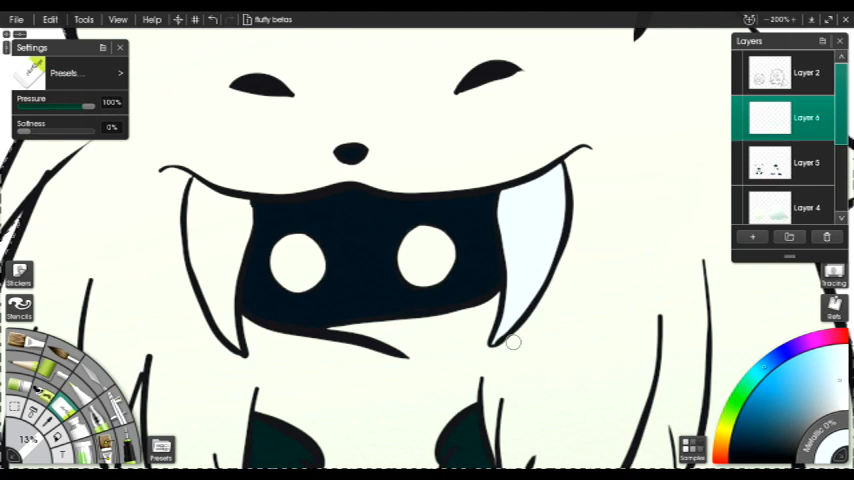 File Edit Tools View Help fluffy betas 200%
Settings
Presets... >
Pressure 100%
Softness 0%
Layers
Layer 2
Layer 6
Layer 5
Layer 4
Stickers
Stencils
Tracing
Refs
13%
T
Presets
Samples
Metallic 0%